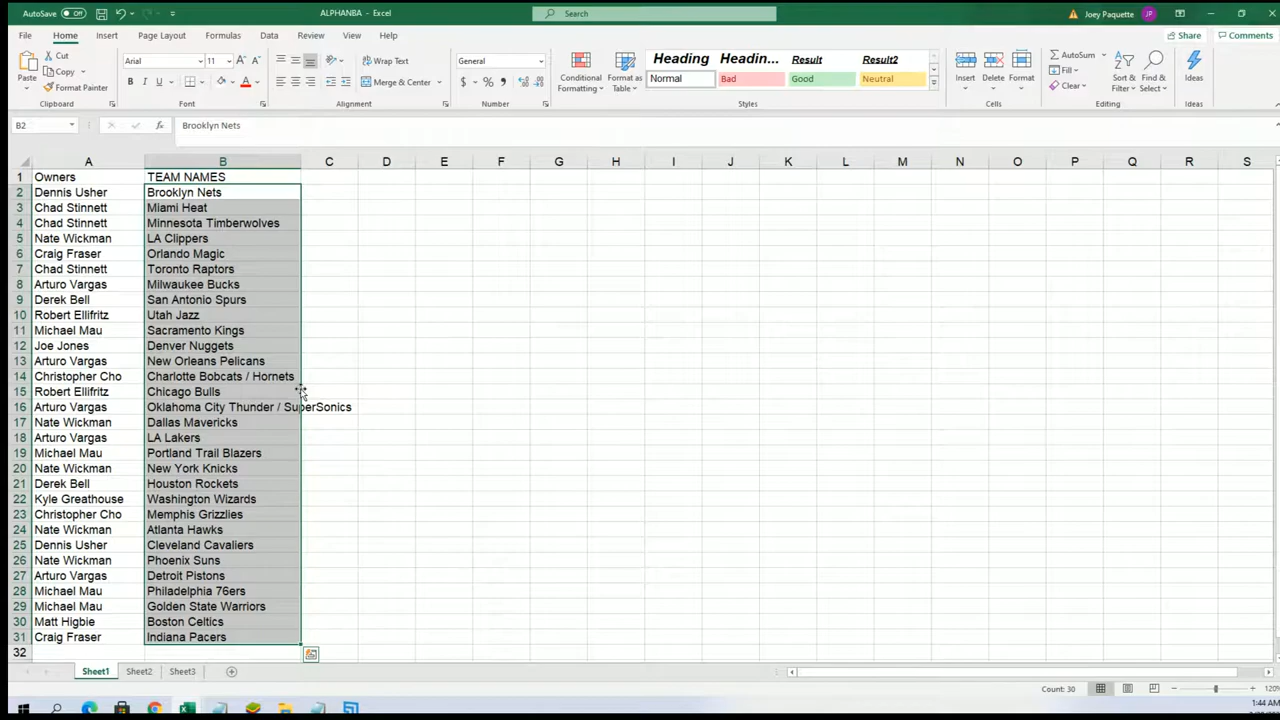 AutoSave Off ALPHANBA - Excel Search Joey Paquette JP
File Home Insert Page Layout Formulas Data Review View Help Share Comments
Paste Cut Copy Format Painter Clipboard
Arial 11 Font
Wrap Text Merge & Center Alignment
General Number
Conditional Formatting Format as Table
Heading Headin... Result Result2
Normal Bad Good Neutral
Styles
Insert Delete Format Cells
AutoSum Fill Clear Sort & Filter Find & Select Editing
Ideas Ideas
B2 fx Brooklyn Nets
A B C D E F G H I J K L M N O P Q R S
1 Owners TEAM NAMES
2 Dennis Usher Brooklyn Nets
3 Chad Stinnett Miami Heat
4 Chad Stinnett Minnesota Timberwolves
5 Nate Wickman LA Clippers
6 Craig Fraser Orlando Magic
7 Chad Stinnett Toronto Raptors
8 Arturo Vargas Milwaukee Bucks
9 Derek Bell San Antonio Spurs
10 Robert Ellifritz Utah Jazz
11 Michael Mau Sacramento Kings
12 Joe Jones Denver Nuggets
13 Arturo Vargas New Orleans Pelicans
14 Christopher Cho Charlotte Bobcats / Hornets
15 Robert Ellifritz Chicago Bulls
16 Arturo Vargas Oklahoma City Thunder / SuperSonics
17 Nate Wickman Dallas Mavericks
18 Arturo Vargas LA Lakers
19 Michael Mau Portland Trail Blazers
20 Nate Wickman New York Knicks
21 Derek Bell Houston Rockets
22 Kyle Greathouse Washington Wizards
23 Christopher Cho Memphis Grizzlies
24 Nate Wickman Atlanta Hawks
25 Dennis Usher Cleveland Cavaliers
26 Nate Wickman Phoenix Suns
27 Arturo Vargas Detroit Pistons
28 Michael Mau Philadelphia 76ers
29 Michael Mau Golden State Warriors
30 Matt Higbie Boston Celtics
31 Craig Fraser Indiana Pacers
32
Sheet1 Sheet2 Sheet3
Count: 30 120%
1:44 AM